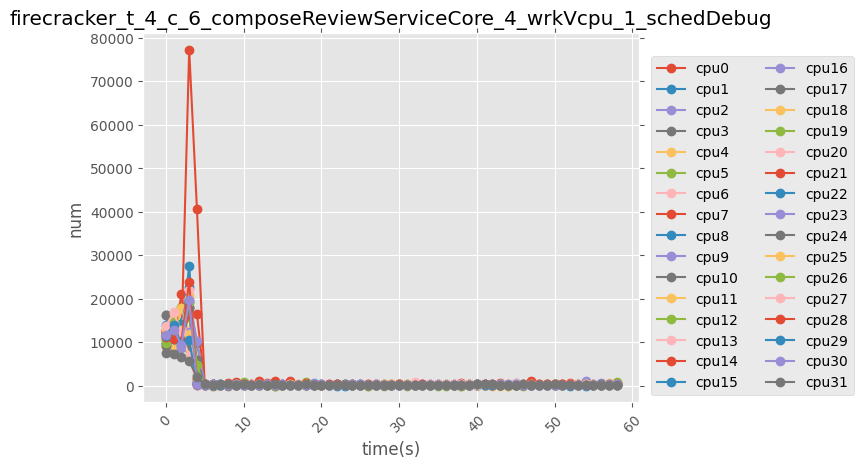 firecracker_t_4_c_6_composeReviewServiceCore_4_wrkVcpu_1_schedDebug
80000
70000
60000
50000
40000
30000
20000
10000
0
num
0
10
20
30
40
50
60
time(s)
cpu0
cpu1
cpu2
cpu3
cpu4
cpu5
cpu6
cpu7
cpu8
cpu9
cpu10
cpu11
cpu12
cpu13
cpu14
cpu15
cpu16
cpu17
cpu18
cpu19
cpu20
cpu21
cpu22
cpu23
cpu24
cpu25
cpu26
cpu27
cpu28
cpu29
cpu30
cpu31